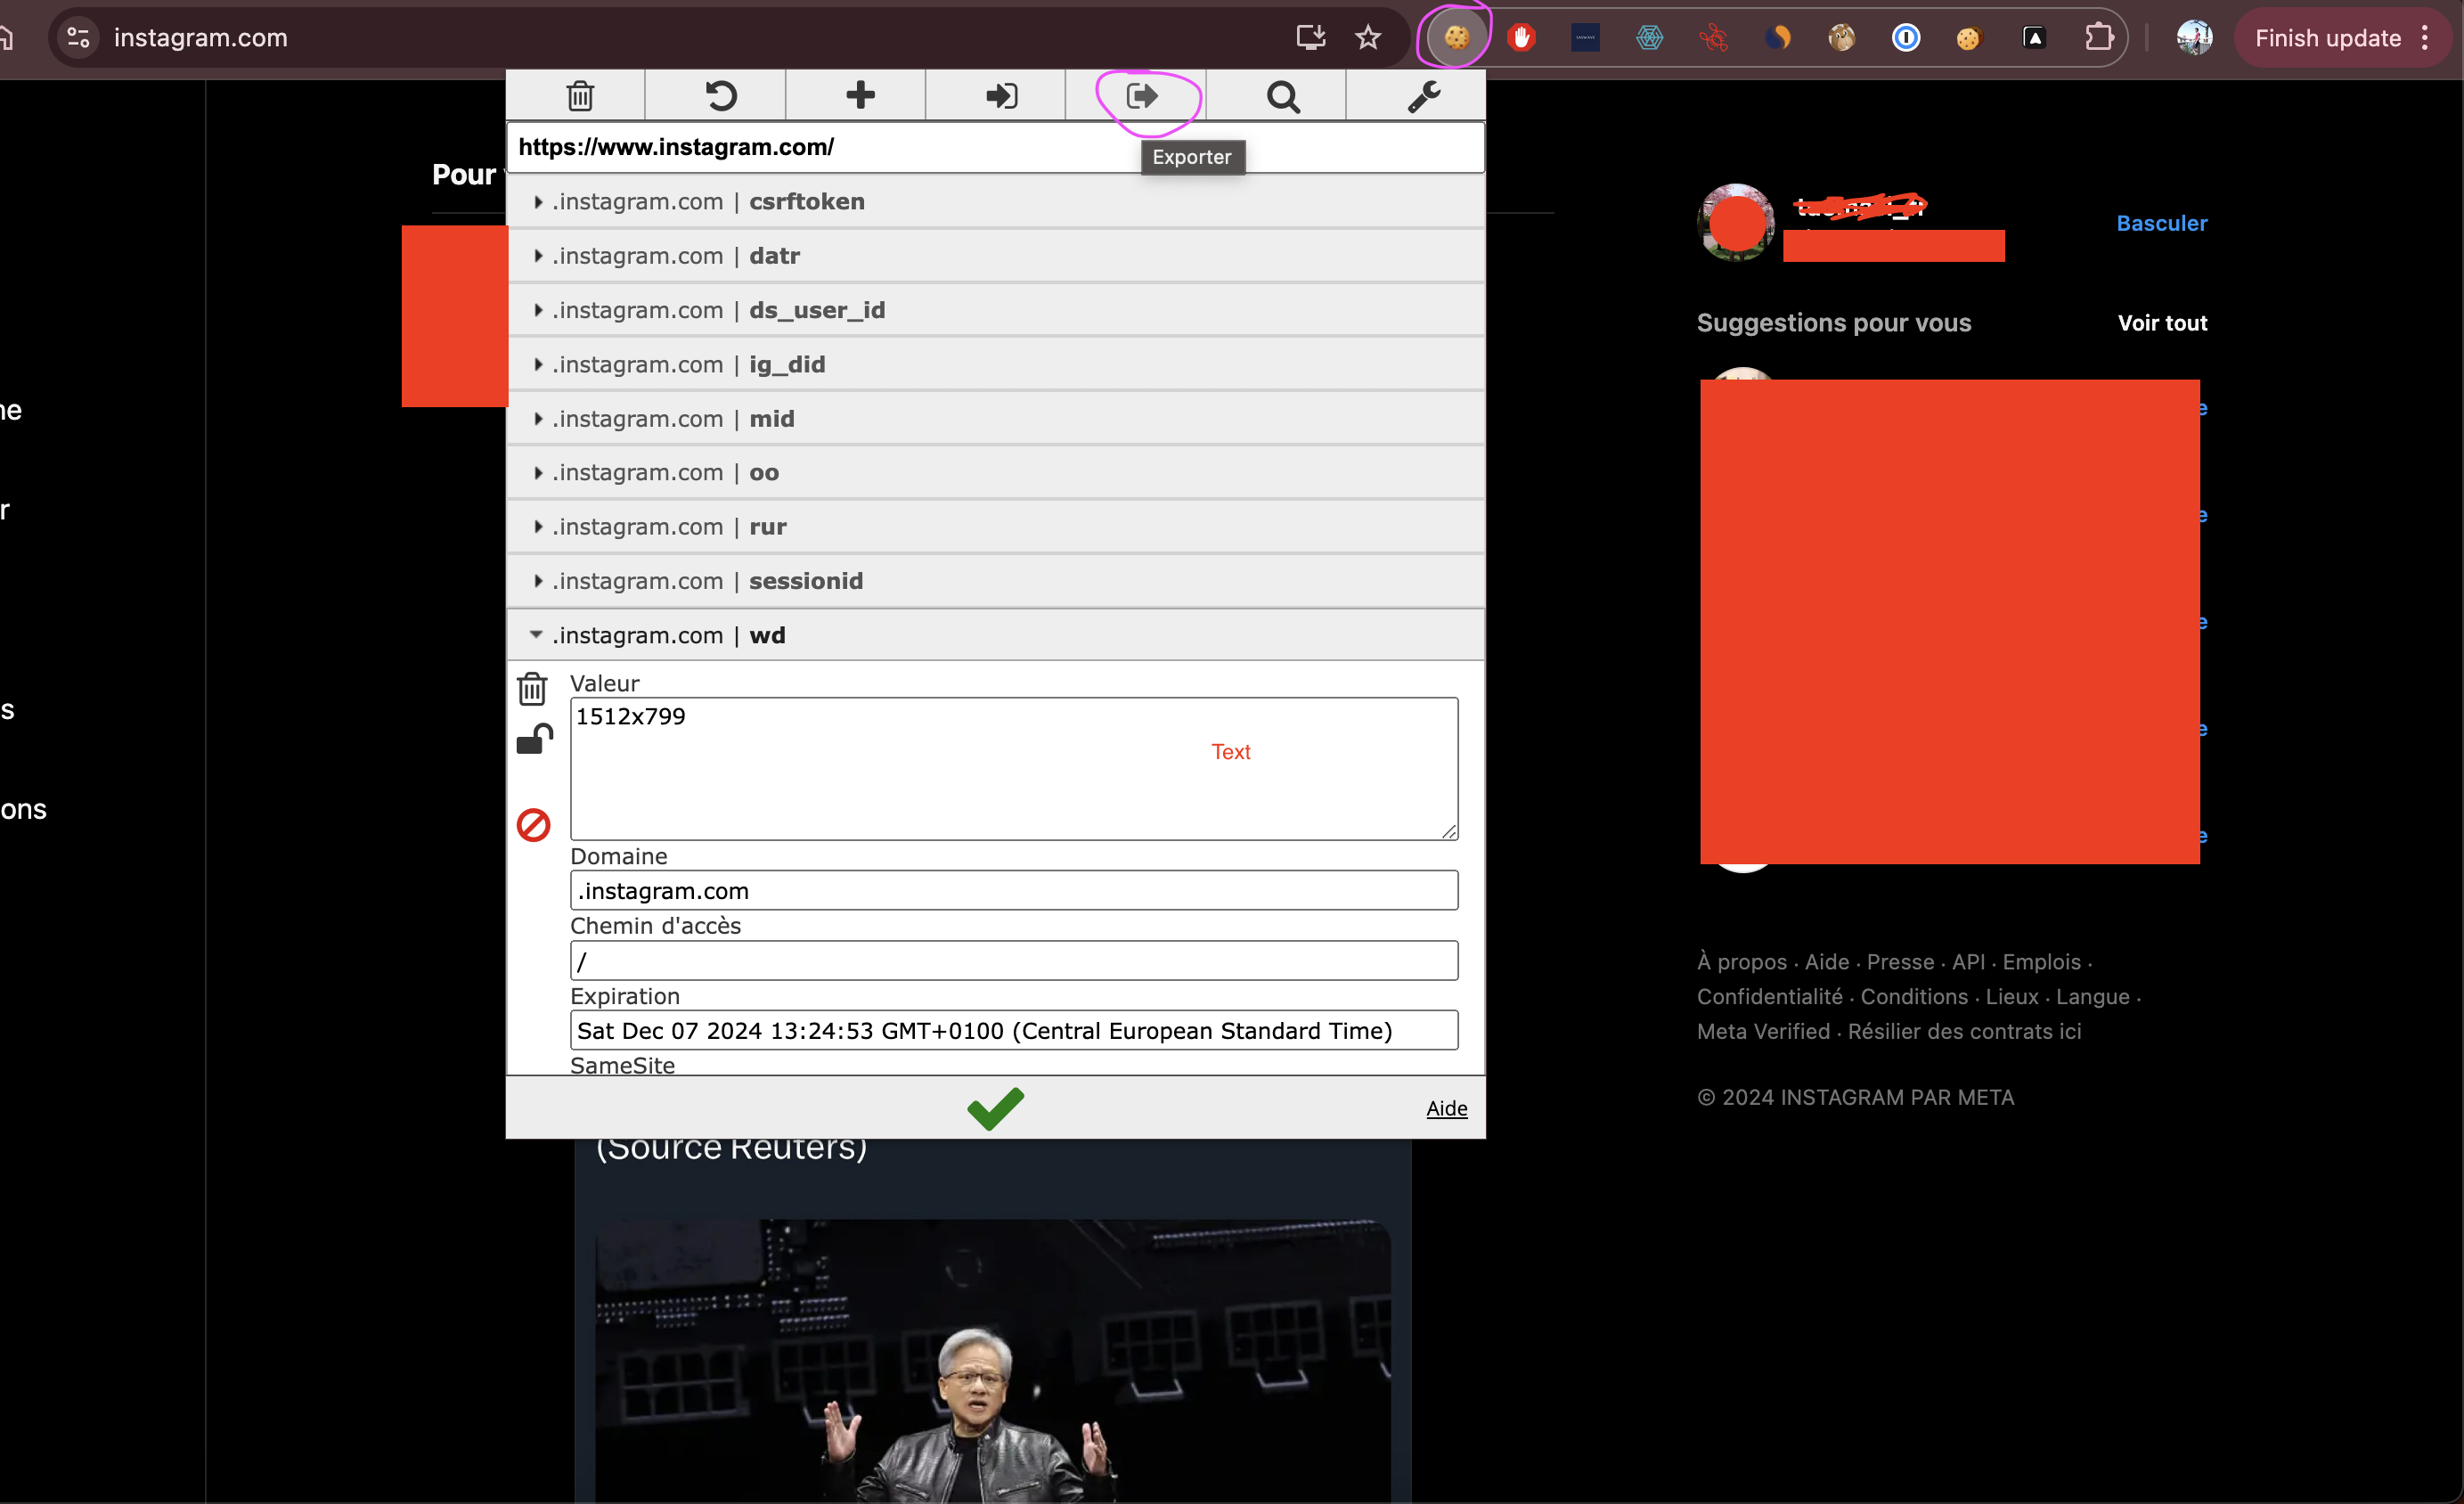 instagram.com
Finish update
https://www.instagram.com/
Exporter
Pour
.instagram.com | csrftoken
.instagram.com | datr
.instagram.com | ds_user_id
.instagram.com | ig_did
.instagram.com | mid
.instagram.com | oo
.instagram.com | rur
.instagram.com | sessionid
.instagram.com | wd
Valeur
1512x799
Text
Domaine
.instagram.com
Chemin d'accès
/
Expiration
Sat Dec 07 2024 13:24:53 GMT+0100 (Central European Standard Time)
SameSite
Aide
(Source Reuters)
ne
r
s
ons
Basculer
Suggestions pour vous
Voir tout
e
e
e
e
e
À propos · Aide · Presse · API · Emplois ·
Confidentialité · Conditions · Lieux · Langue ·
Meta Verified · Résilier des contrats ici
© 2024 INSTAGRAM PAR META